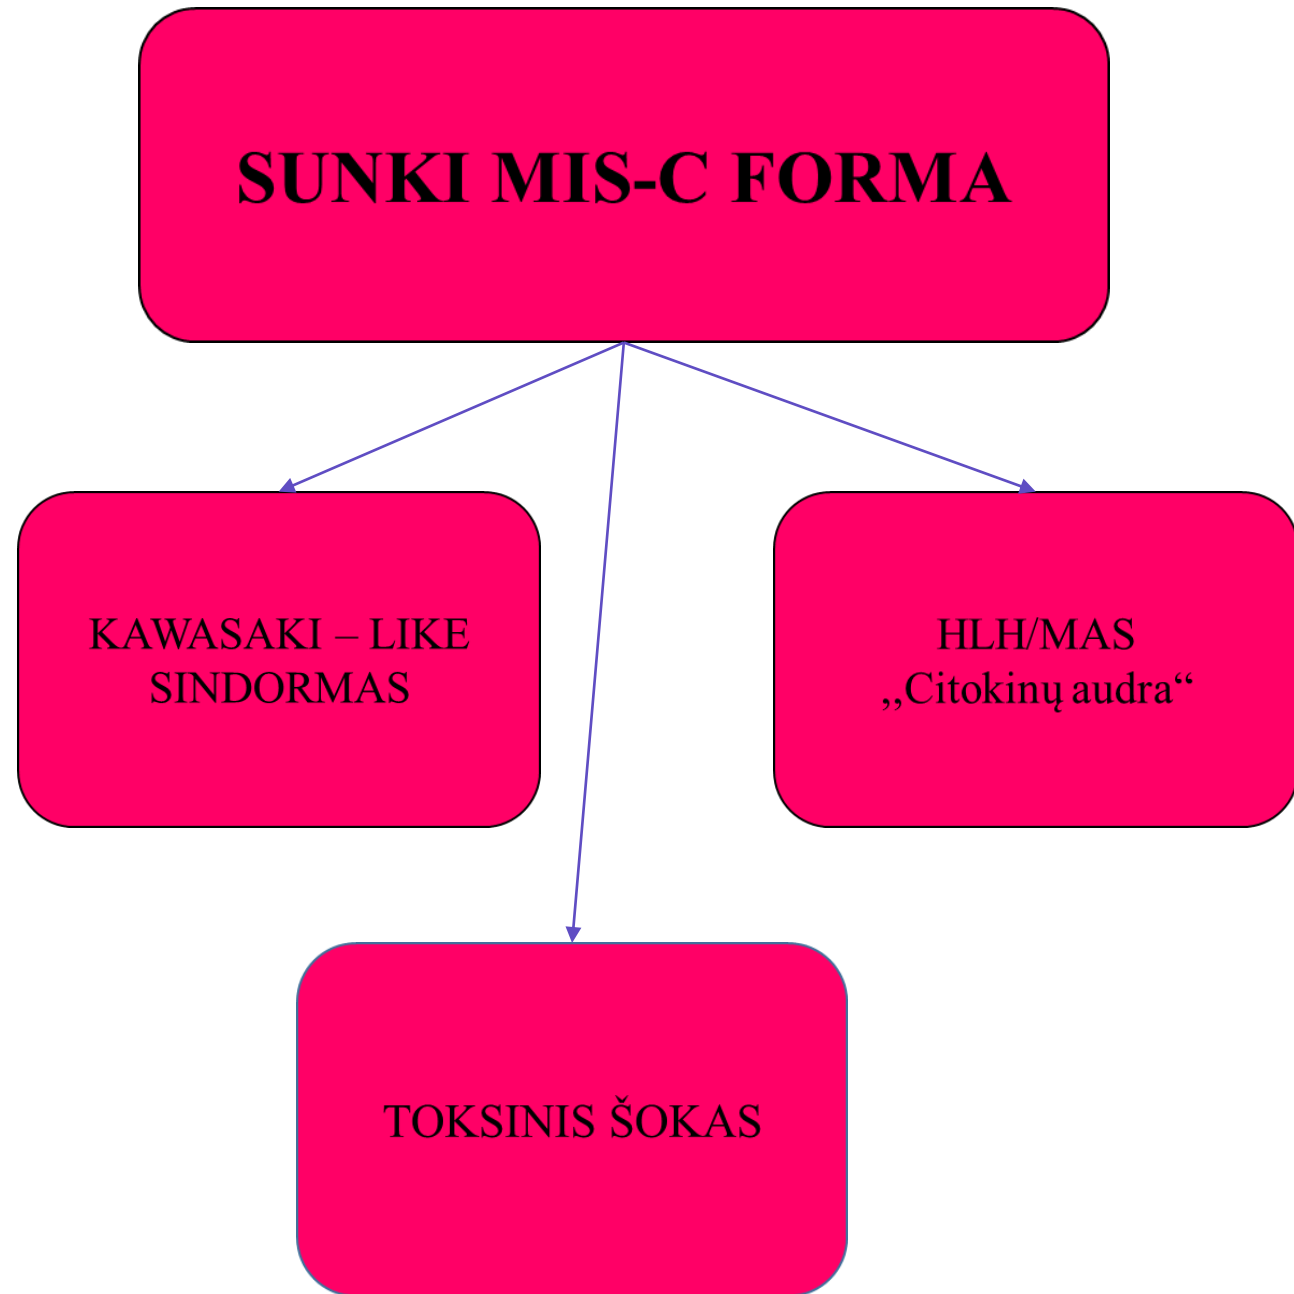 SUNKI MIS-C FORMA
KAWASAKI – LIKE
SINDORMAS
HLH/MAS
,,Citokinų audra“
TOKSINIS ŠOKAS